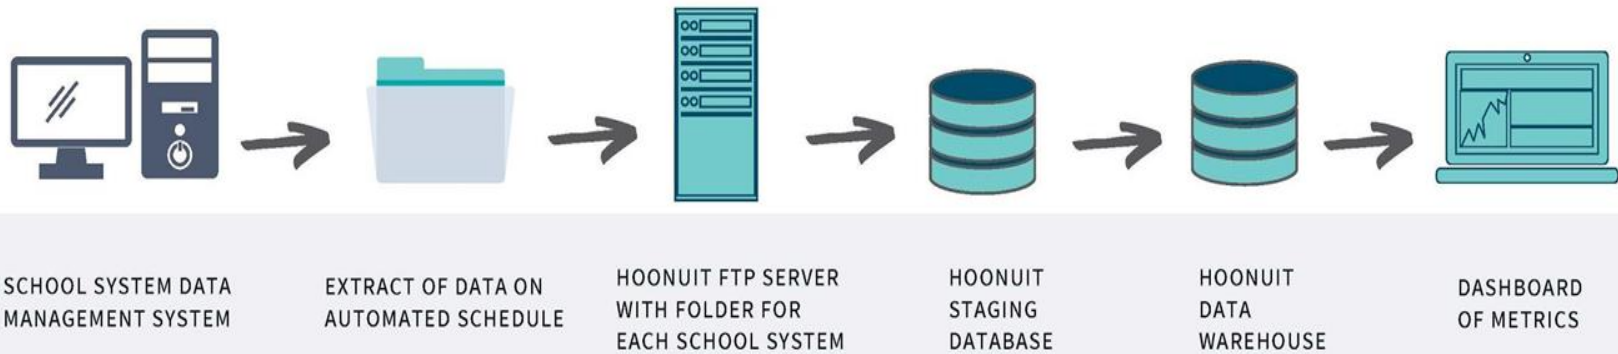 SCHOOL SYSTEM DATA
MANAGEMENT SYSTEM
EXTRACT OF DATA ON
AUTOMATED SCHEDULE
HOONUIT FTP SERVER
WITH FOLDER FOR
EACH SCHOOL SYSTEM
HOONUIT
STAGING
DATABASE
HOONUIT
DATA
WAREHOUSE
DASHBOARD
OF METRICS